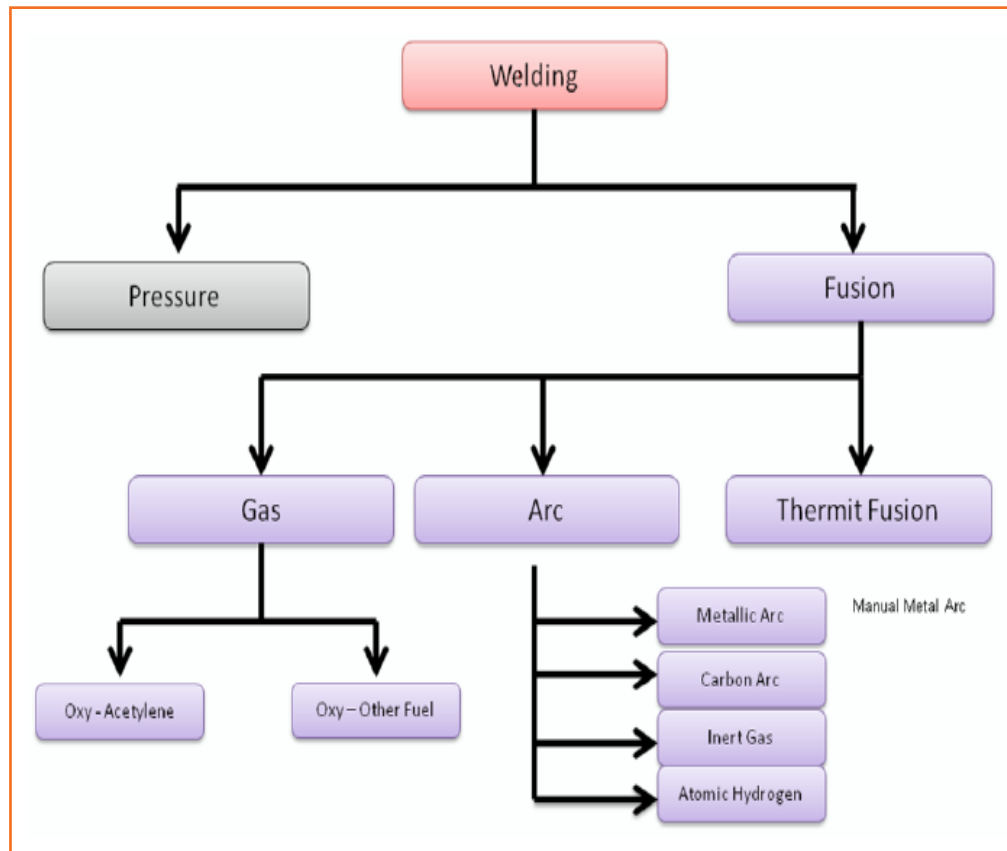 Welding
Pressure
Fusion
Gas
Arc
Thermit Fusion
Metallic Arc
Manual Metal Arc
Carbon Arc
Oxy - Acetylene
Oxy – Other Fuel
Inert Gas
Atomic Hydrogen